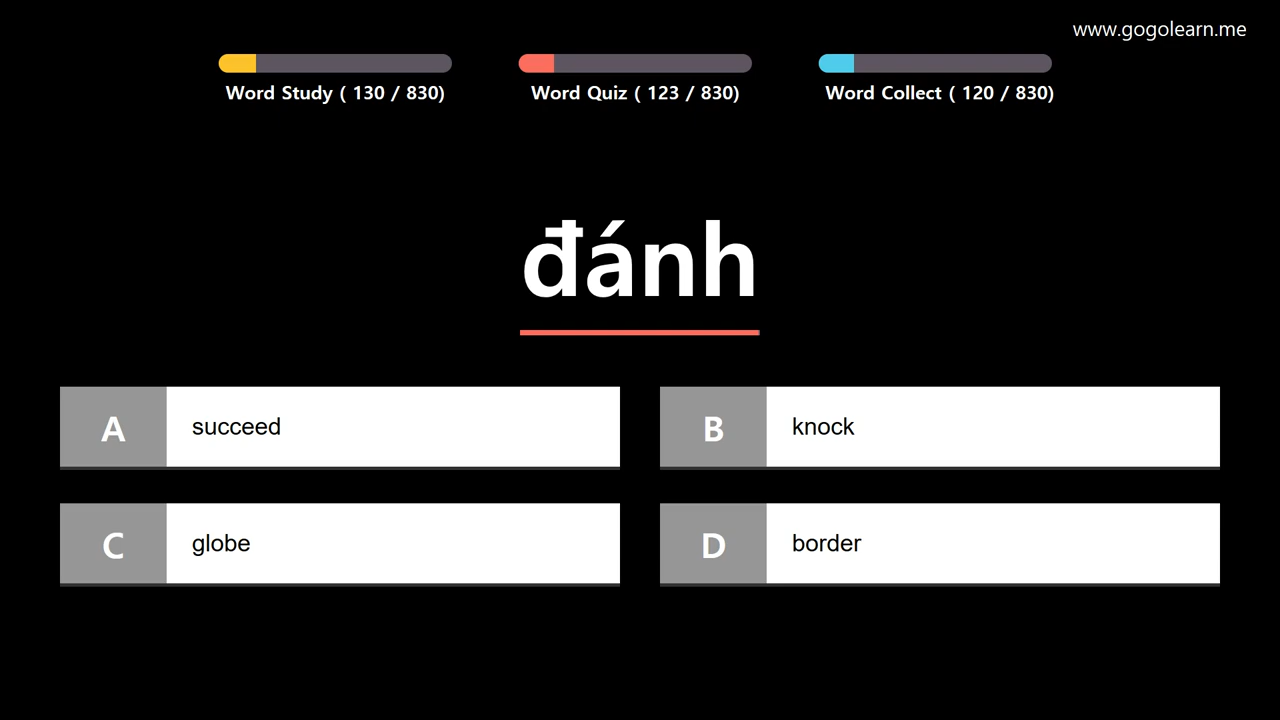 www.gogolearn.me
Word Study ( 130 / 830)
Word Quiz ( 123 / 830)
Word Collect ( 120 / 830)
đánh
A succeed
B knock
C globe
D border